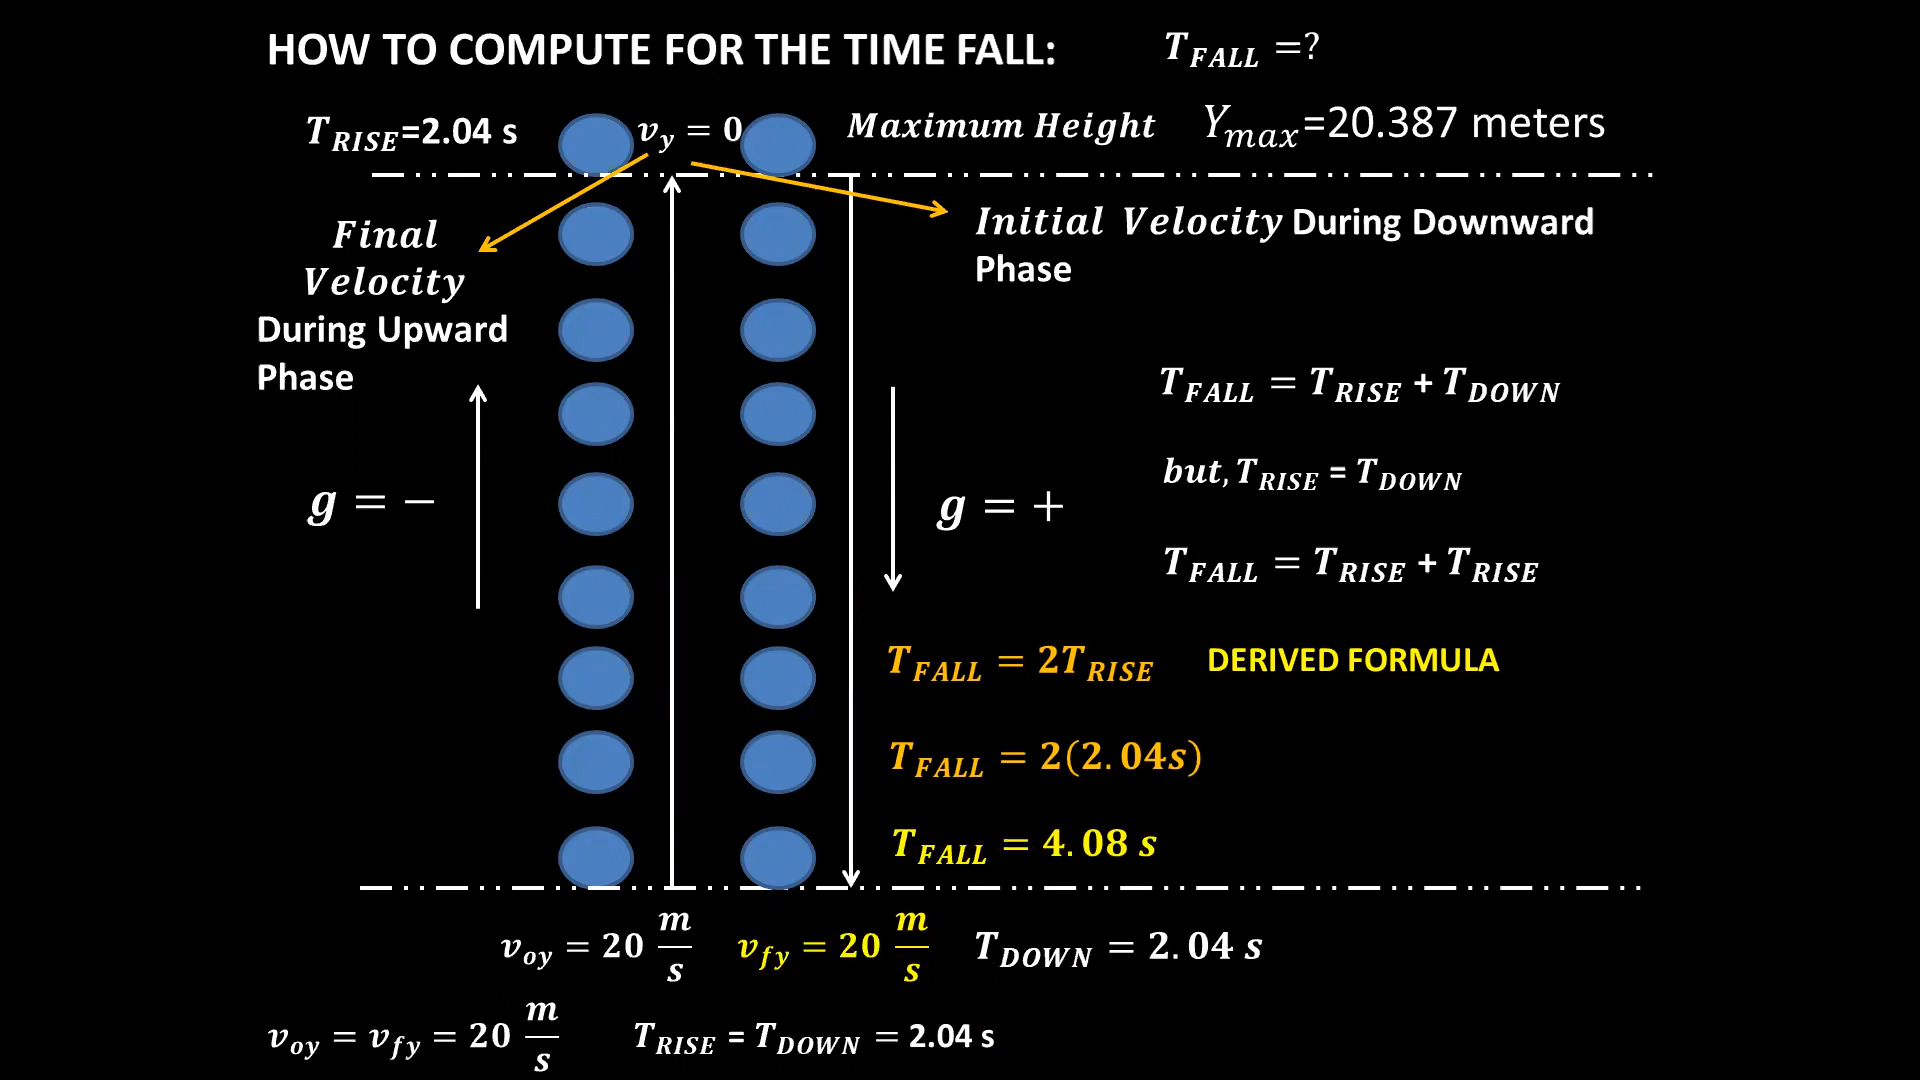 HOW TO COMPUTE FOR THE TIME FALL: T_FALL =?
T_RISE=2.04 s v_y = 0 Maximum Height Y_max=20.387 meters
Final
Velocity
During Upward
Phase
Initial Velocity During Downward
Phase
T_FALL = T_RISE + T_DOWN
but, T_RISE = T_DOWN
g = − g = +
T_FALL = T_RISE + T_RISE
T_FALL = 2T_RISE DERIVED FORMULA
T_FALL = 2(2.04s)
T_FALL = 4.08 s
v_oy = 20 m/s v_fy = 20 m/s T_DOWN = 2.04 s
v_oy = v_fy = 20 m/s T_RISE = T_DOWN = 2.04 s